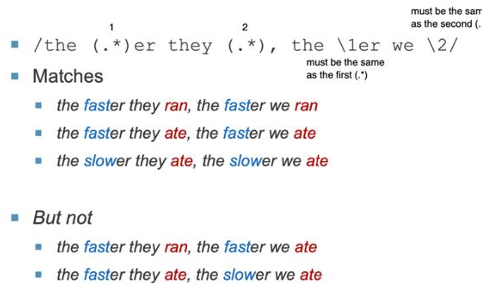 must be the sam
as the second (.
1 2
/the (.*)er they (.*), the \1er we \2/
must be the same
as the first (.*)
Matches
the faster they ran, the faster we ran
the faster they ate, the faster we ate
the slower they ate, the slower we ate
But not
the faster they ran, the faster we ate
the faster they ate, the slower we ate